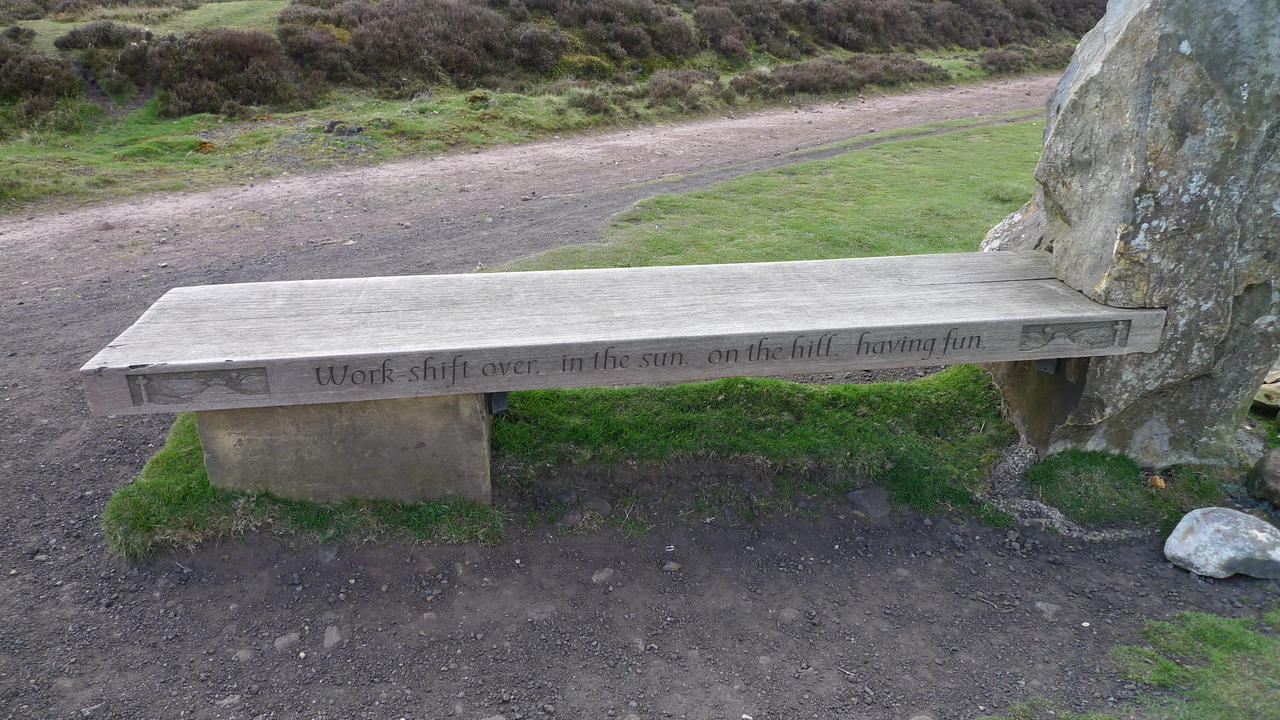 Work-shift over, in the sun, on the hill, having fun.